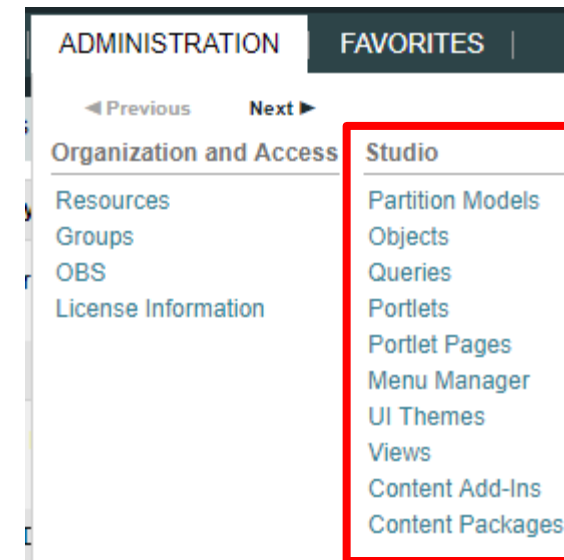 ADMINISTRATION | FAVORITES |
◄Previous Next►
Organization and Access
Resources
Groups
OBS
License Information
Studio
Partition Models
Objects
Queries
Portlets
Portlet Pages
Menu Manager
UI Themes
Views
Content Add-Ins
Content Packages